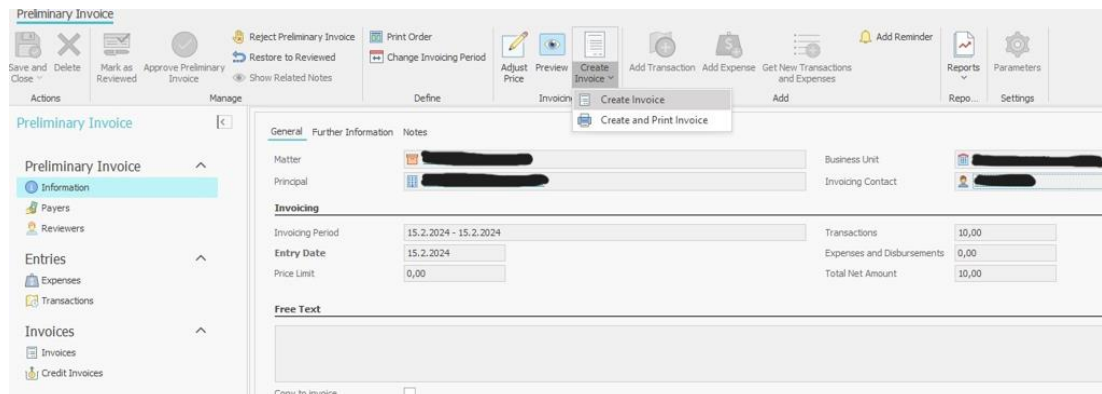 Preliminary Invoice
Save and Close
Delete
Mark as Reviewed
Approve Preliminary Invoice
Reject Preliminary Invoice
Restore to Reviewed
Show Related Notes
Print Order
Change Invoicing Period
Adjust Price
Preview
Create Invoice
Add Transaction
Add Expense
Get New Transactions and Expenses
Add Reminder
Reports
Parameters
Actions
Manage
Define
Invoicing
Add
Repo...
Settings
Create Invoice
Create and Print Invoice
Preliminary Invoice
Preliminary Invoice
Information
Payers
Reviewers
Entries
Expenses
Transactions
Invoices
Invoices
Credit Invoices
General Further Information Notes
Matter
Business Unit
Principal
Invoicing Contact
Invoicing
Invoicing Period 15.2.2024 - 15.2.2024 Transactions 10,00
Entry Date 15.2.2024 Expenses and Disbursements 0,00
Price Limit 0,00 Total Net Amount 10,00
Free Text
Copy to invoice